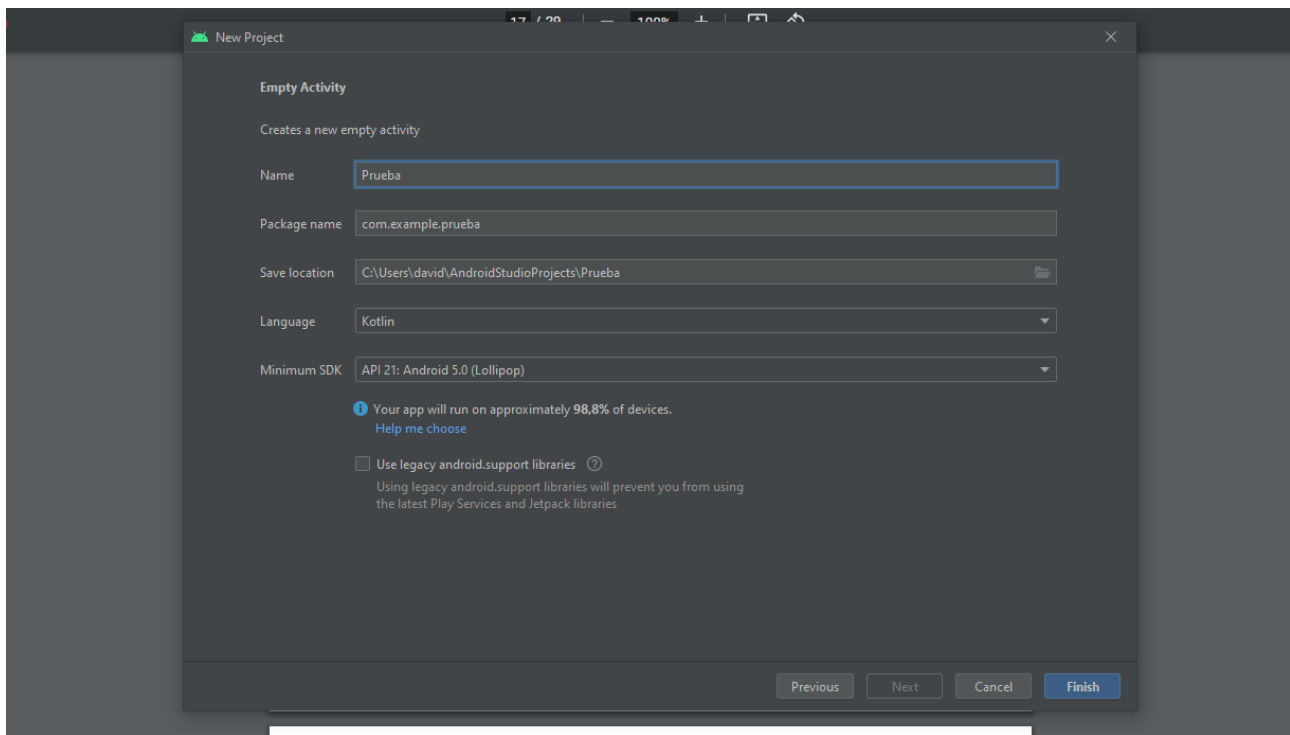 17 / 29 — 100% +
New Project
Empty Activity
Creates a new empty activity
Name Prueba
Package name com.example.prueba
Save location C:\Users\david\AndroidStudioProjects\Prueba
Language Kotlin
Minimum SDK API 21: Android 5.0 (Lollipop)
Your app will run on approximately 98,8% of devices.
Help me choose
Use legacy android.support libraries ?
Using legacy android.support libraries will prevent you from using
the latest Play Services and Jetpack libraries
Previous Next Cancel Finish